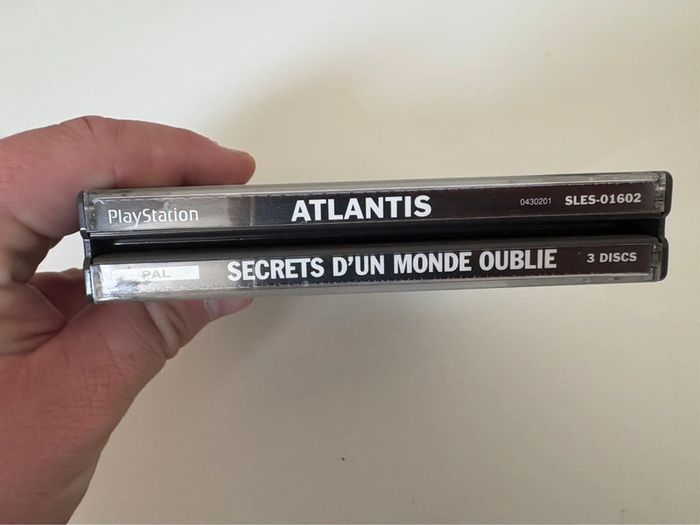 PlayStation ATLANTIS 0430201 SLES-01602
PAL SECRETS D'UN MONDE OUBLIE 3 DISCS